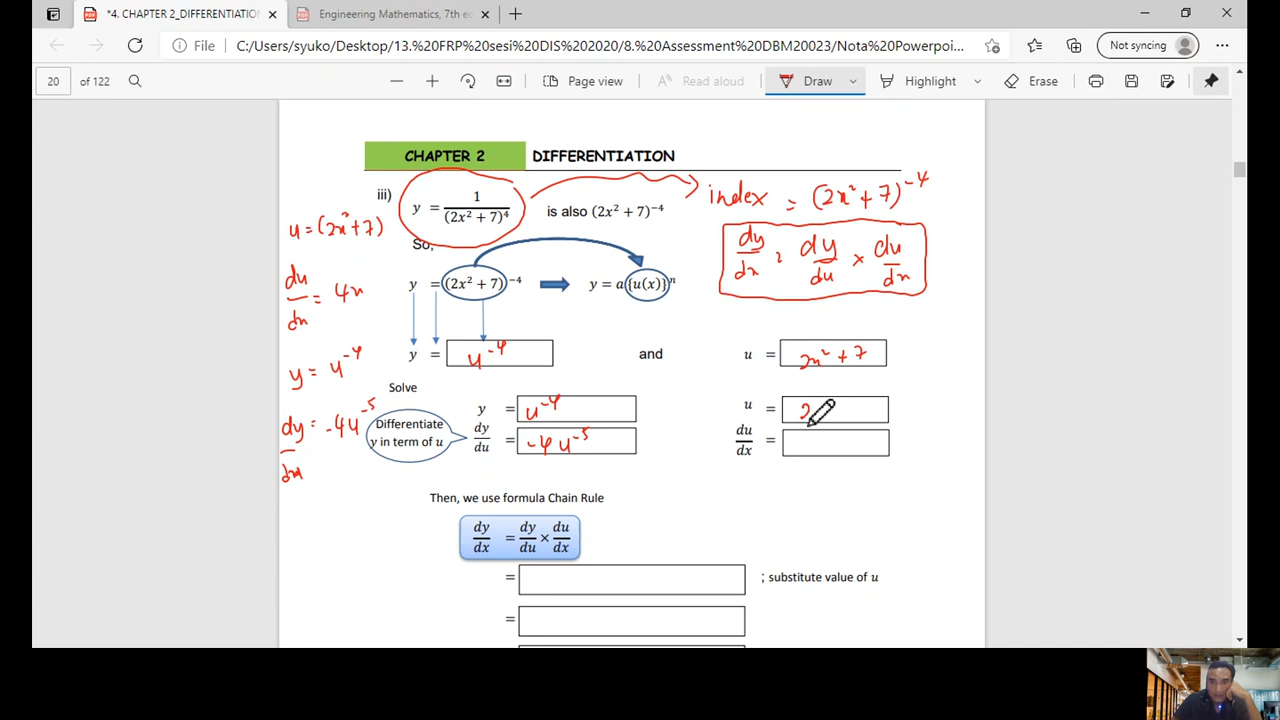 *4. CHAPTER 2_DIFFERENTIATIO
Engineering Mathematics, 7th ed
File C:/Users/syuko/Desktop/13.%20FRP%20sesi%20DIS%202020/8.%20Assessment%20DBM%20023/Nota%20Powerpoi...
Not syncing
20 of 122
Page view
Read aloud
Draw
Highlight
Erase
CHAPTER 2 DIFFERENTIATION
iii) y = 1/(2x² + 7)⁴ is also (2x² + 7)⁻⁴
index = (2x² + 7)⁻⁴
u = (2x²+7)
So,
dy/dx = dy/du × du/dx
du/dx = 4x
y = (2x² + 7)⁻⁴ y = a{u(x)}ⁿ
y = u⁻⁴ and u = 2x² + 7
y = u⁻⁴
Solve
y = u⁻⁴ u = 2
dy/dx = -4u⁻⁵
Differentiate
y in term of u
dy/du = -4u⁻⁵ du/dx =
Then, we use formula Chain Rule
dy/dx = dy/du × du/dx
= ; substitute value of u
=